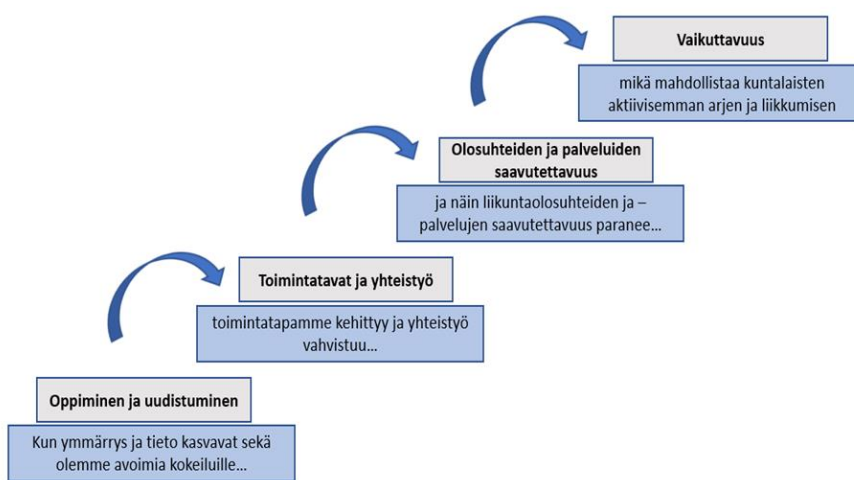 Vaikuttavuus
mikä mahdollistaa kuntalaisten
aktiivisemman arjen ja liikkumisen
Olosuhteiden ja palveluiden
saavutettavuus
ja näin liikuntaolosuhteiden ja –
palvelujen saavutettavuus paranee…
Toimintatavat ja yhteistyö
toimintatapamme kehittyy ja yhteistyö
vahvistuu…
Oppiminen ja uudistuminen
Kun ymmärrys ja tieto kasvavat sekä
olemme avoimia kokeiluille…